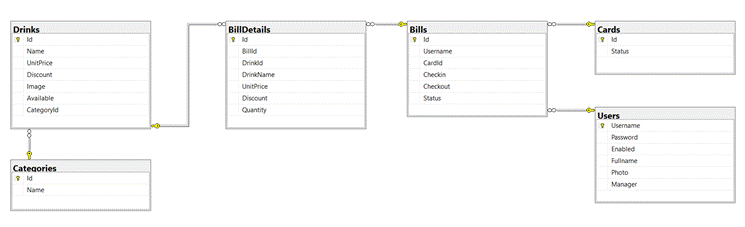 Drinks
Id
Name
UnitPrice
Discount
Image
Available
CategoryId
BillDetails
Id
BillId
DrinkId
DrinkName
UnitPrice
Discount
Quantity
Bills
Id
Username
CardId
Checkin
Checkout
Status
Cards
Id
Status
Users
Username
Password
Enabled
Fullname
Photo
Manager
Categories
Id
Name